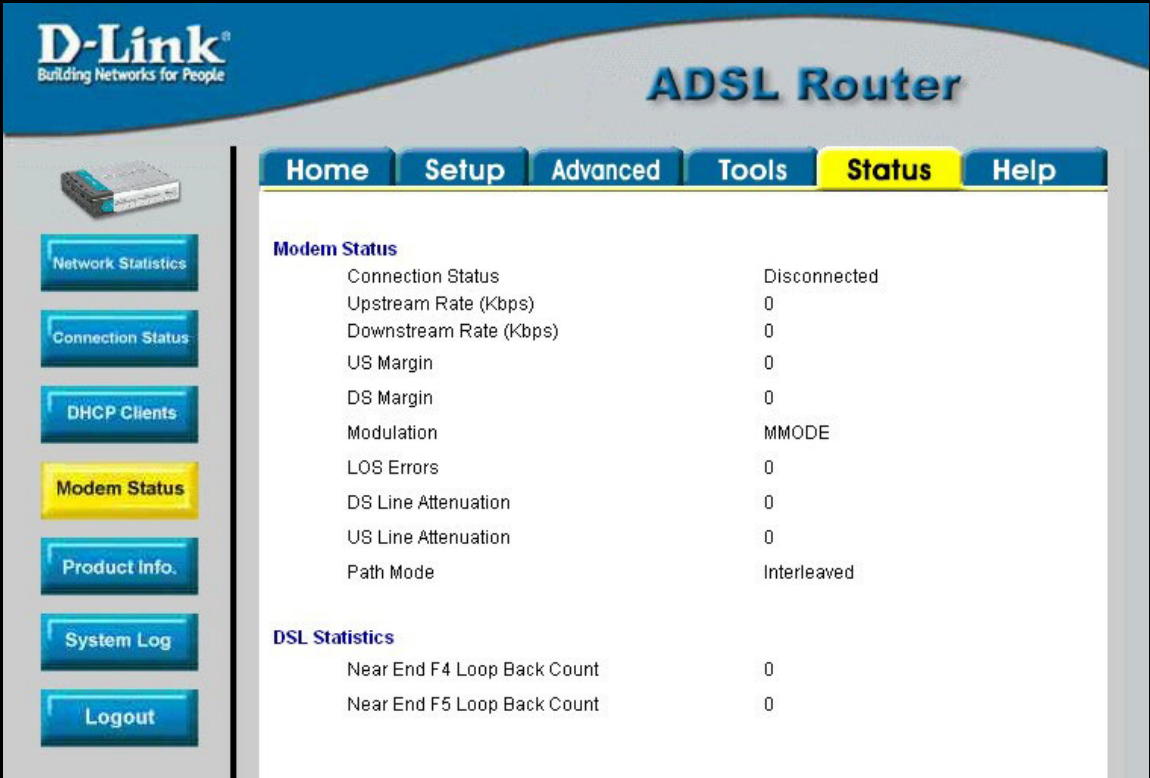 D-Link®
Building Networks for People
ADSL Router
Home Setup Advanced Tools Status Help
Network Statistics
Connection Status
DHCP Clients
Modem Status
Product Info.
System Log
Logout
Modem Status
Connection Status Disconnected
Upstream Rate (Kbps) 0
Downstream Rate (Kbps) 0
US Margin 0
DS Margin 0
Modulation MMODE
LOS Errors 0
DS Line Attenuation 0
US Line Attenuation 0
Path Mode Interleaved
DSL Statistics
Near End F4 Loop Back Count 0
Near End F5 Loop Back Count 0